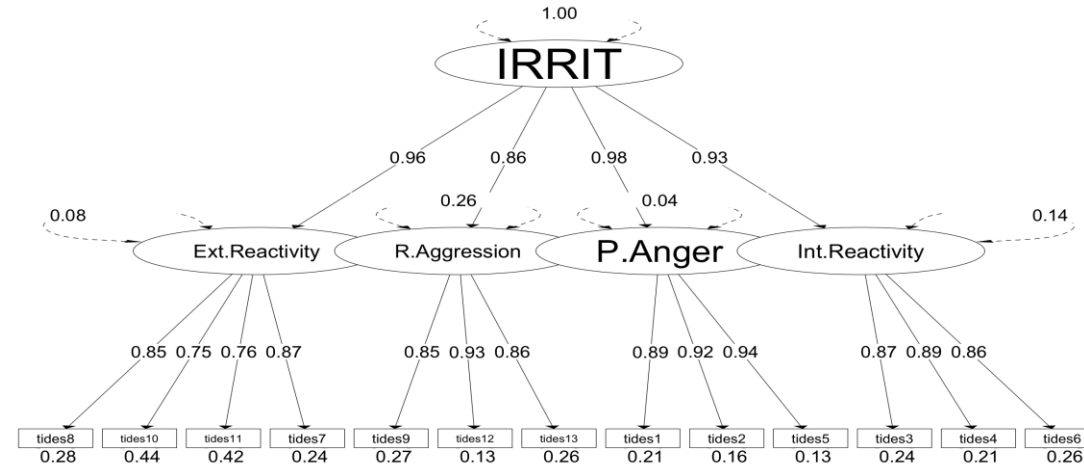 1.00
IRRIT
0.96 0.86 0.98 0.93
0.08 0.26 0.04 0.14
Ext.Reactivity R.Aggression P.Anger Int.Reactivity
0.85 0.75 0.76 0.87 0.85 0.93 0.86 0.89 0.92 0.94 0.87 0.89 0.86
tides8 tides10 tides11 tides7 tides9 tides12 tides13 tides1 tides2 tides5 tides3 tides4 tides6
0.28 0.44 0.42 0.24 0.27 0.13 0.26 0.21 0.16 0.13 0.24 0.21 0.26